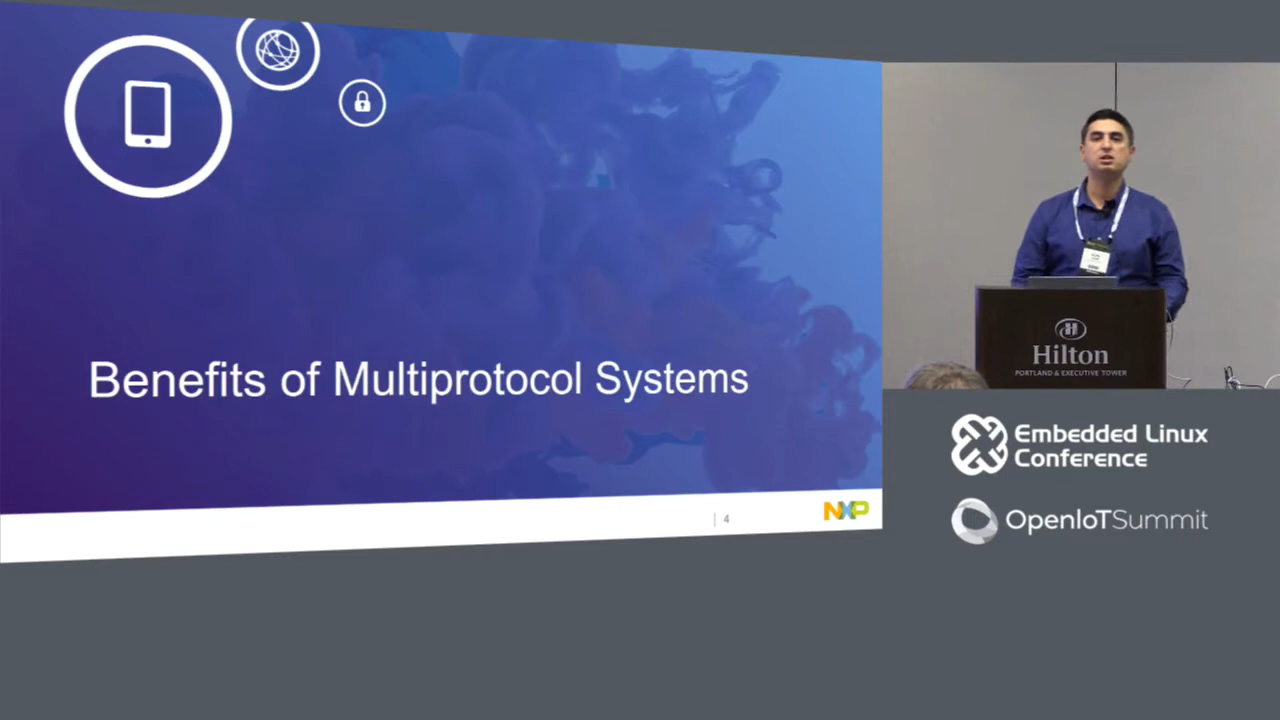 Benefits of Multiprotocol Systems
| 4
NXP
Hilton
PORTLAND & EXECUTIVE TOWER
Embedded Linux
Conference
OpenIoTSummit